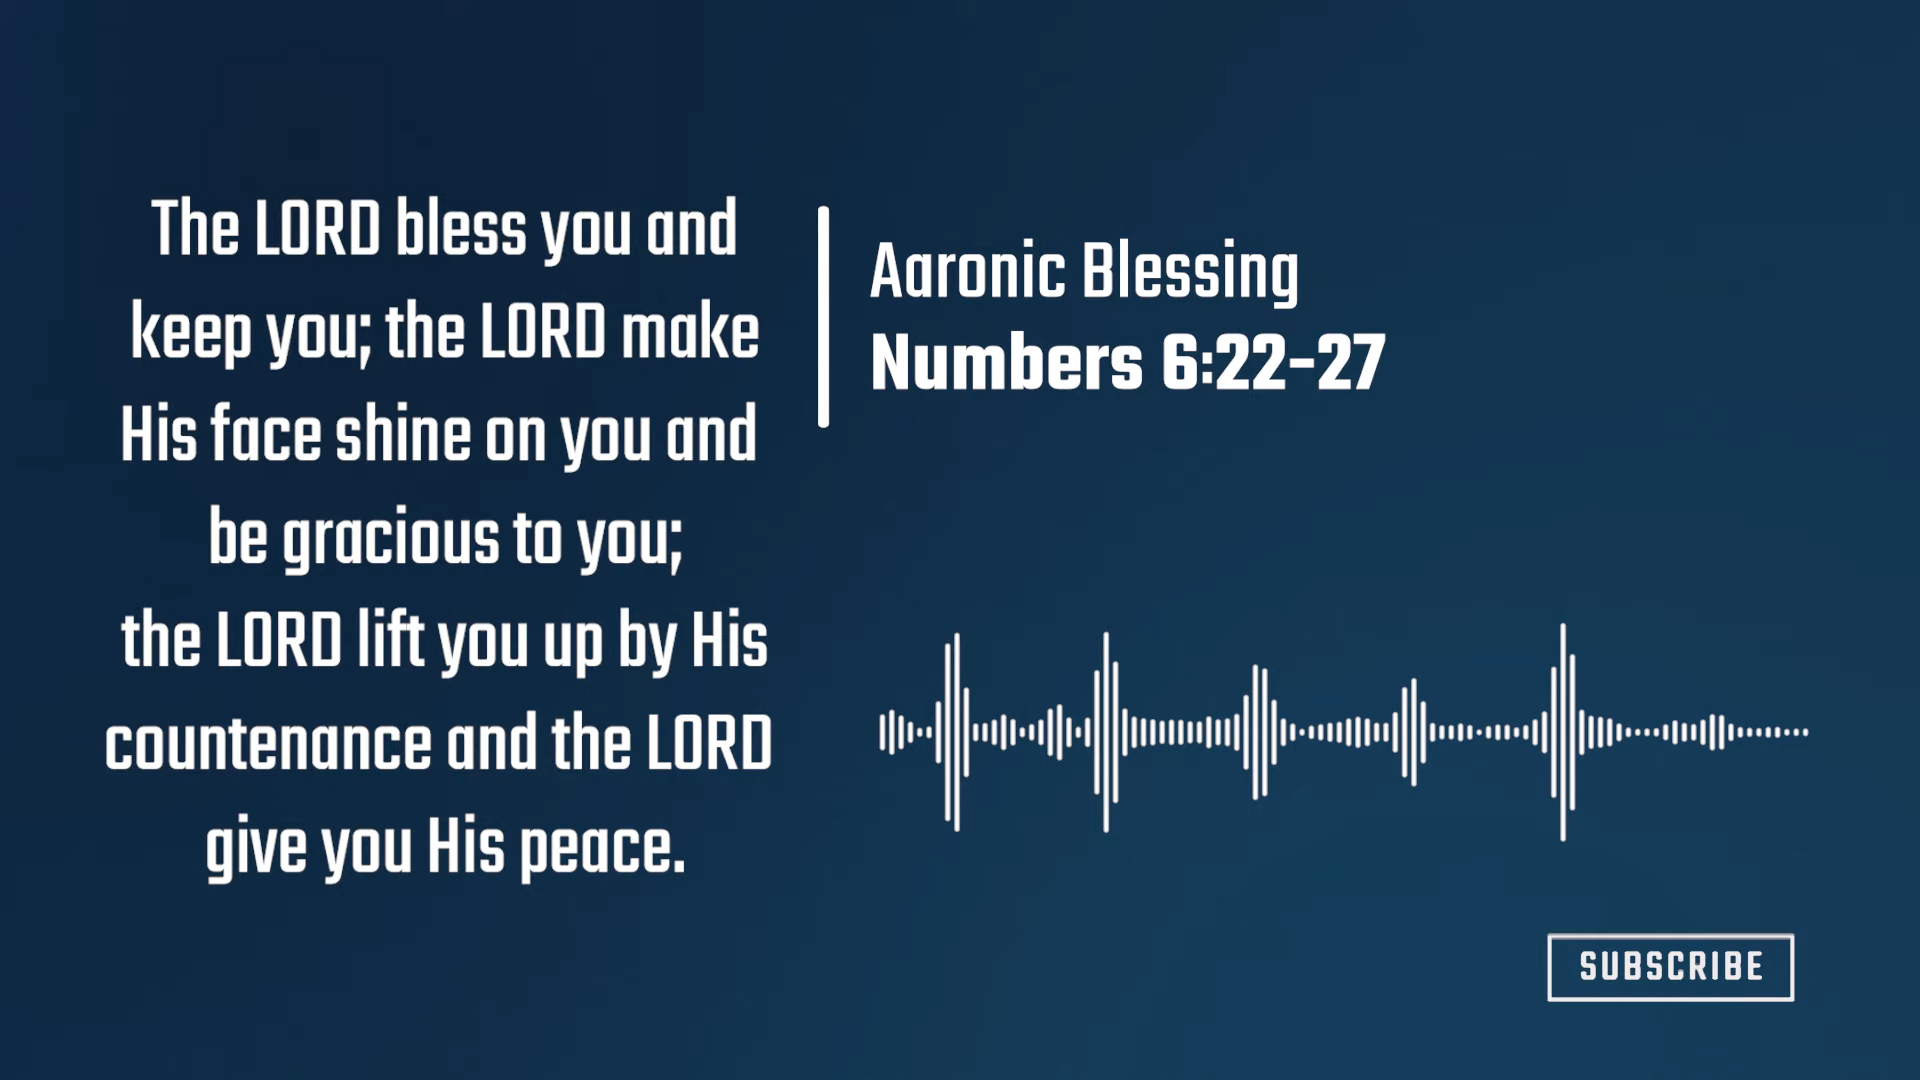 The LORD bless you and
keep you; the LORD make
His face shine on you and
be gracious to you;
the LORD lift you up by His
countenance and the LORD
give you His peace.
Aaronic Blessing
Numbers 6:22-27
SUBSCRIBE